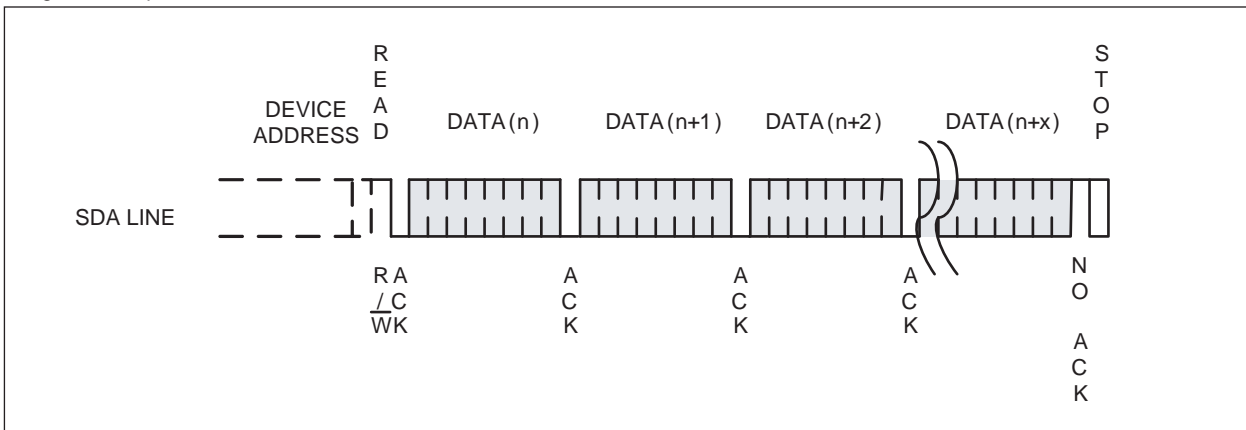 READ
STOP
DEVICE
ADDRESS
DATA(n)
DATA(n+1)
DATA(n+2)
DATA(n+x)
SDA LINE
R/W
ACK
ACK
ACK
ACK
NO ACK